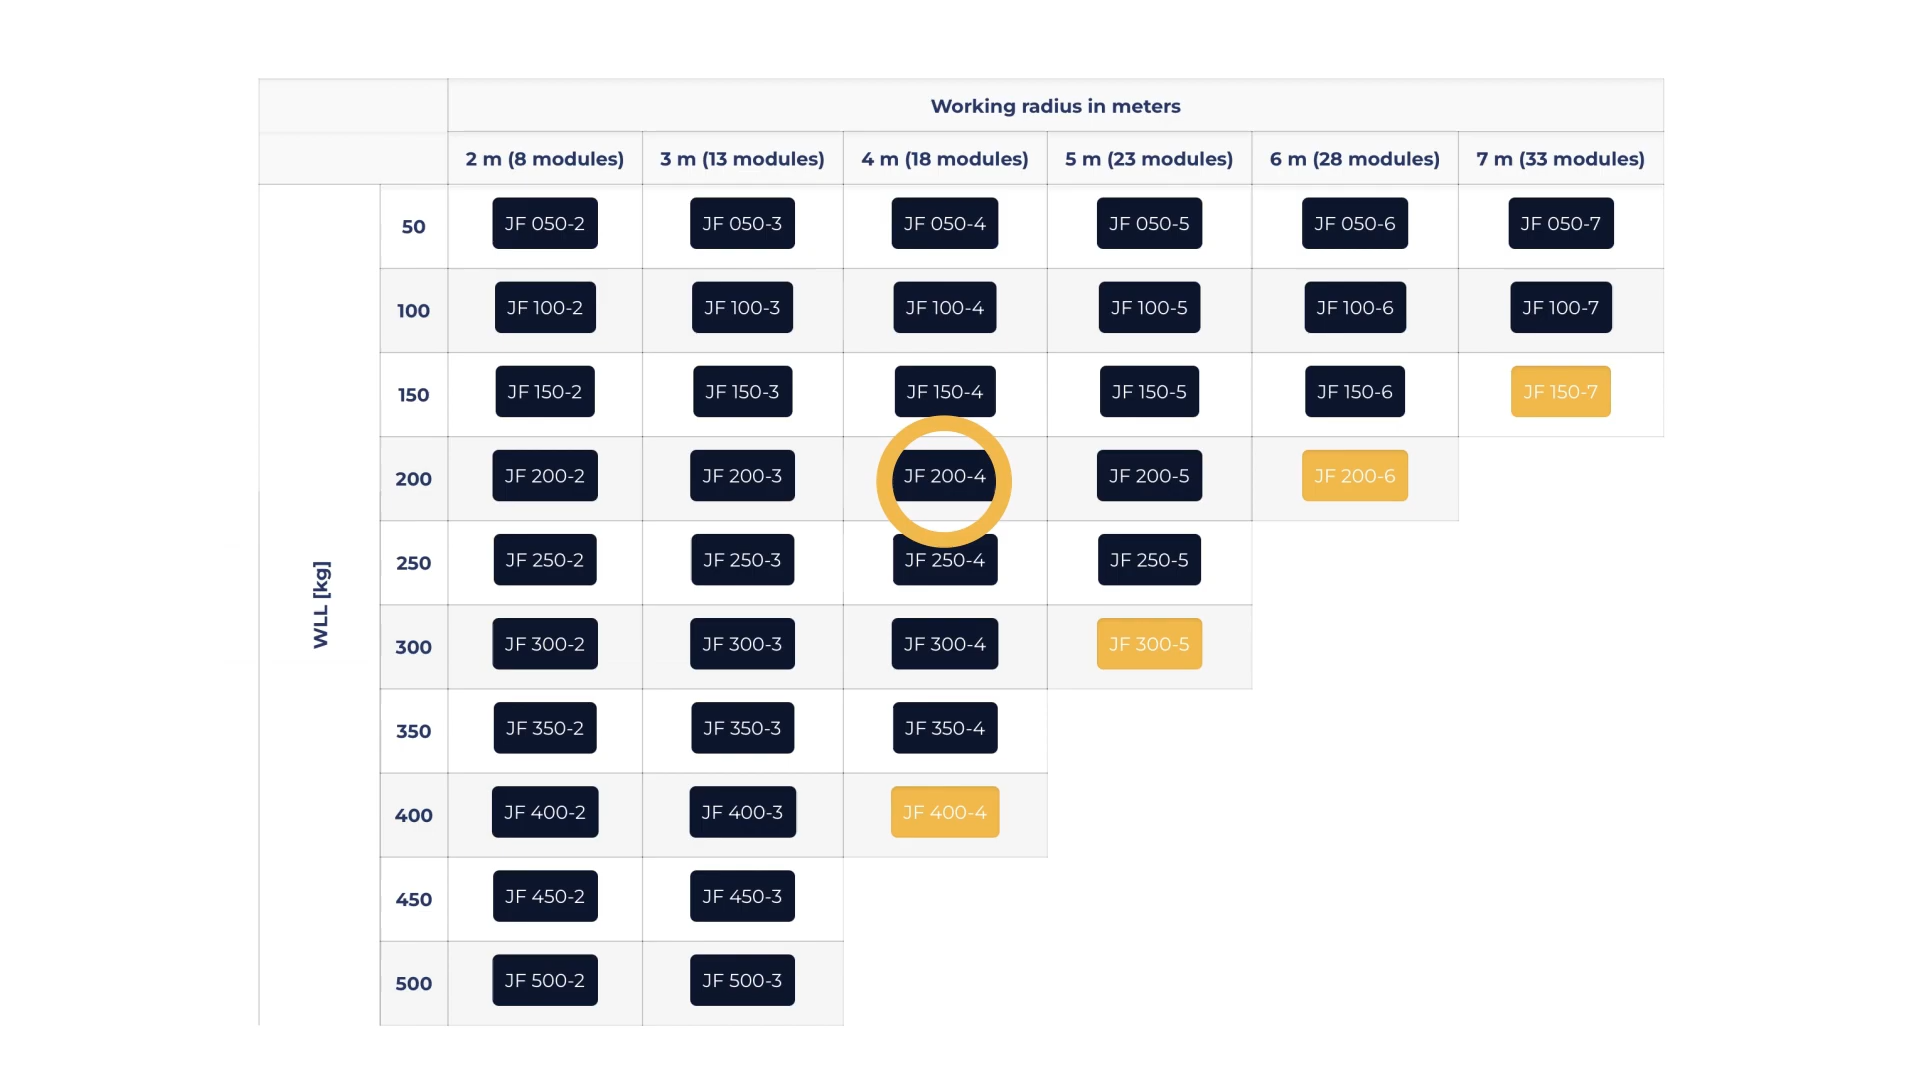 Working radius in meters
2 m (8 modules) 3 m (13 modules) 4 m (18 modules) 5 m (23 modules) 6 m (28 modules) 7 m (33 modules)
WLL [kg]
50 JF 050-2 JF 050-3 JF 050-4 JF 050-5 JF 050-6 JF 050-7
100 JF 100-2 JF 100-3 JF 100-4 JF 100-5 JF 100-6 JF 100-7
150 JF 150-2 JF 150-3 JF 150-4 JF 150-5 JF 150-6 JF 150-7
200 JF 200-2 JF 200-3 JF 200-4 JF 200-5 JF 200-6
250 JF 250-2 JF 250-3 JF 250-4 JF 250-5
300 JF 300-2 JF 300-3 JF 300-4 JF 300-5
350 JF 350-2 JF 350-3 JF 350-4
400 JF 400-2 JF 400-3 JF 400-4
450 JF 450-2 JF 450-3
500 JF 500-2 JF 500-3